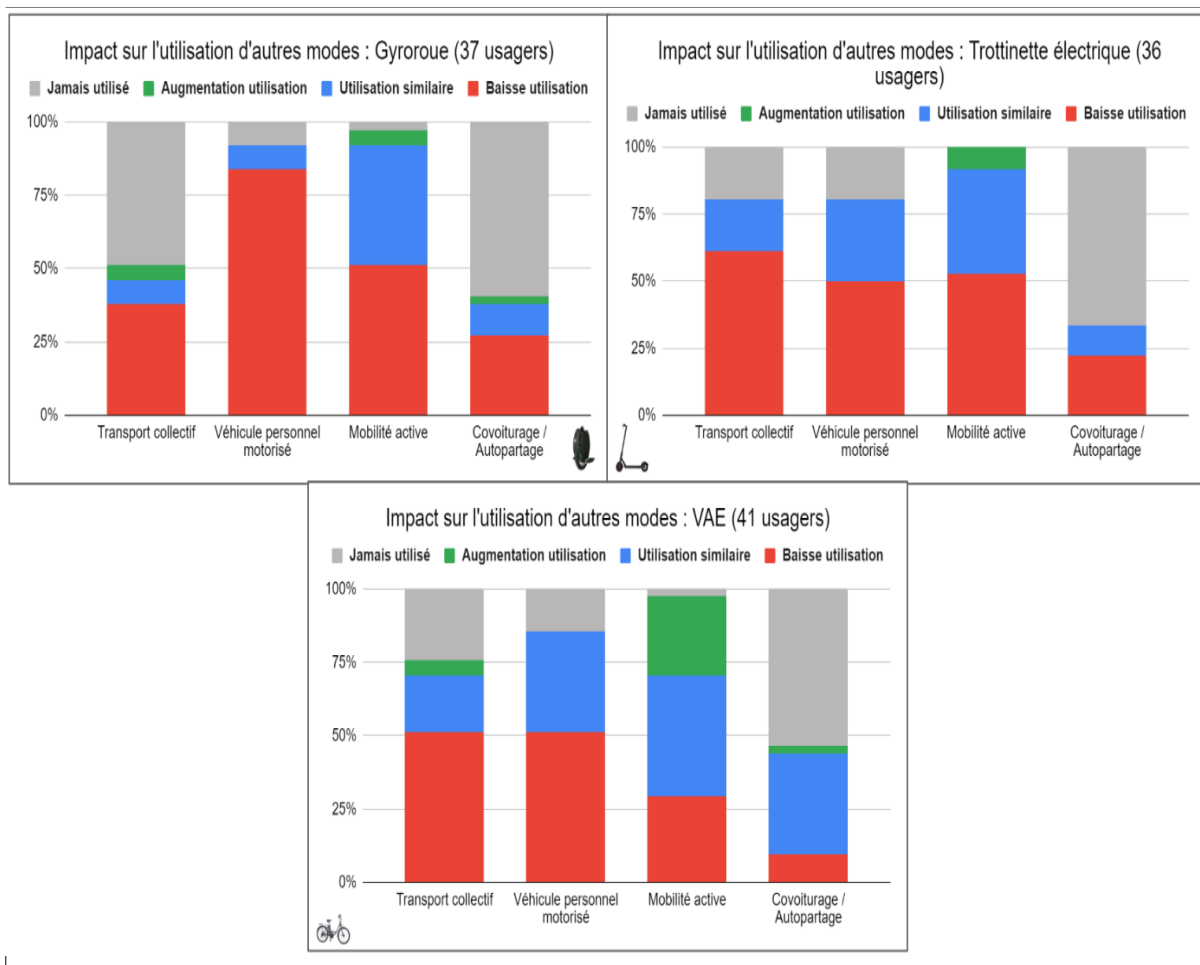 Impact sur l'utilisation d'autres modes : Gyroroue (37 usagers)
Jamais utilisé Augmentation utilisation Utilisation similaire Baisse utilisation
100%
75%
50%
25%
0%
Transport collectif Véhicule personnel Mobilité active Covoiturage /
motorisé Autopartage
Impact sur l'utilisation d'autres modes : Trottinette électrique (36
usagers)
Jamais utilisé Augmentation utilisation Utilisation similaire Baisse utilisation
100%
75%
50%
25%
0%
Transport collectif Véhicule personnel Mobilité active Covoiturage /
motorisé Autopartage
Impact sur l'utilisation d'autres modes : VAE (41 usagers)
Jamais utilisé Augmentation utilisation Utilisation similaire Baisse utilisation
100%
75%
50%
25%
0%
Transport collectif Véhicule personnel Mobilité active Covoiturage /
motorisé Autopartage